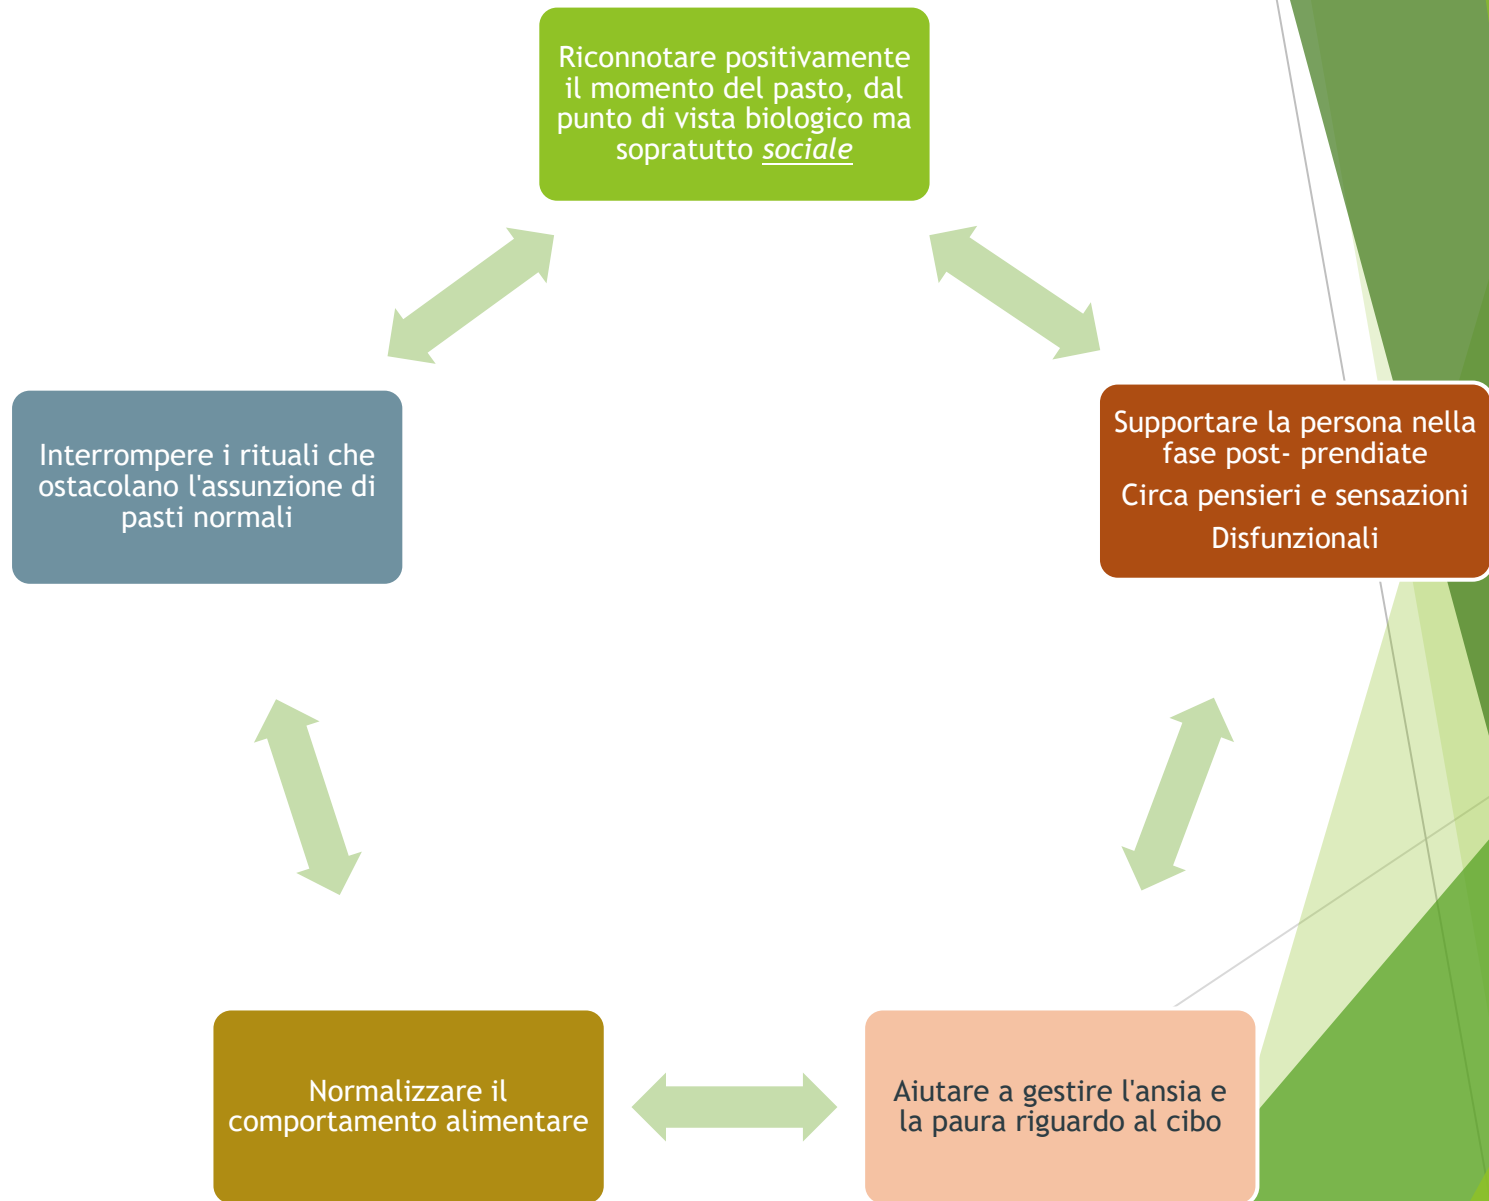 Riconnotare positivamente
il momento del pasto, dal
punto di vista biologico ma
sopratutto sociale
Supportare la persona nella
fase post- prendiate
Circa pensieri e sensazioni
Disfunzionali
Aiutare a gestire l'ansia e
la paura riguardo al cibo
Normalizzare il
comportamento alimentare
Interrompere i rituali che
ostacolano l'assunzione di
pasti normali